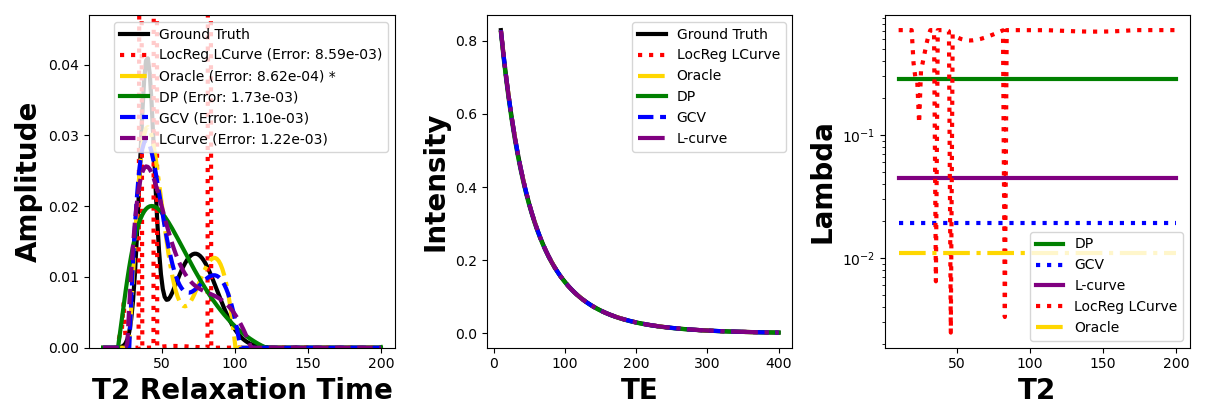 Amplitude
0.04
0.03
0.02
0.01
0.00
50
100
150
200
T2 Relaxation Time
Ground Truth
LocReg LCurve (Error: 8.59e-03)
Oracle (Error: 8.62e-04) *
DP (Error: 1.73e-03)
GCV (Error: 1.10e-03)
LCurve (Error: 1.22e-03)
Intensity
0.8
0.6
0.4
0.2
0.0
0
100
200
300
400
TE
Ground Truth
LocReg LCurve
Oracle
DP
GCV
L-curve
Lambda
10⁻¹
10⁻²
50
100
150
200
T2
DP
GCV
L-curve
LocReg LCurve
Oracle